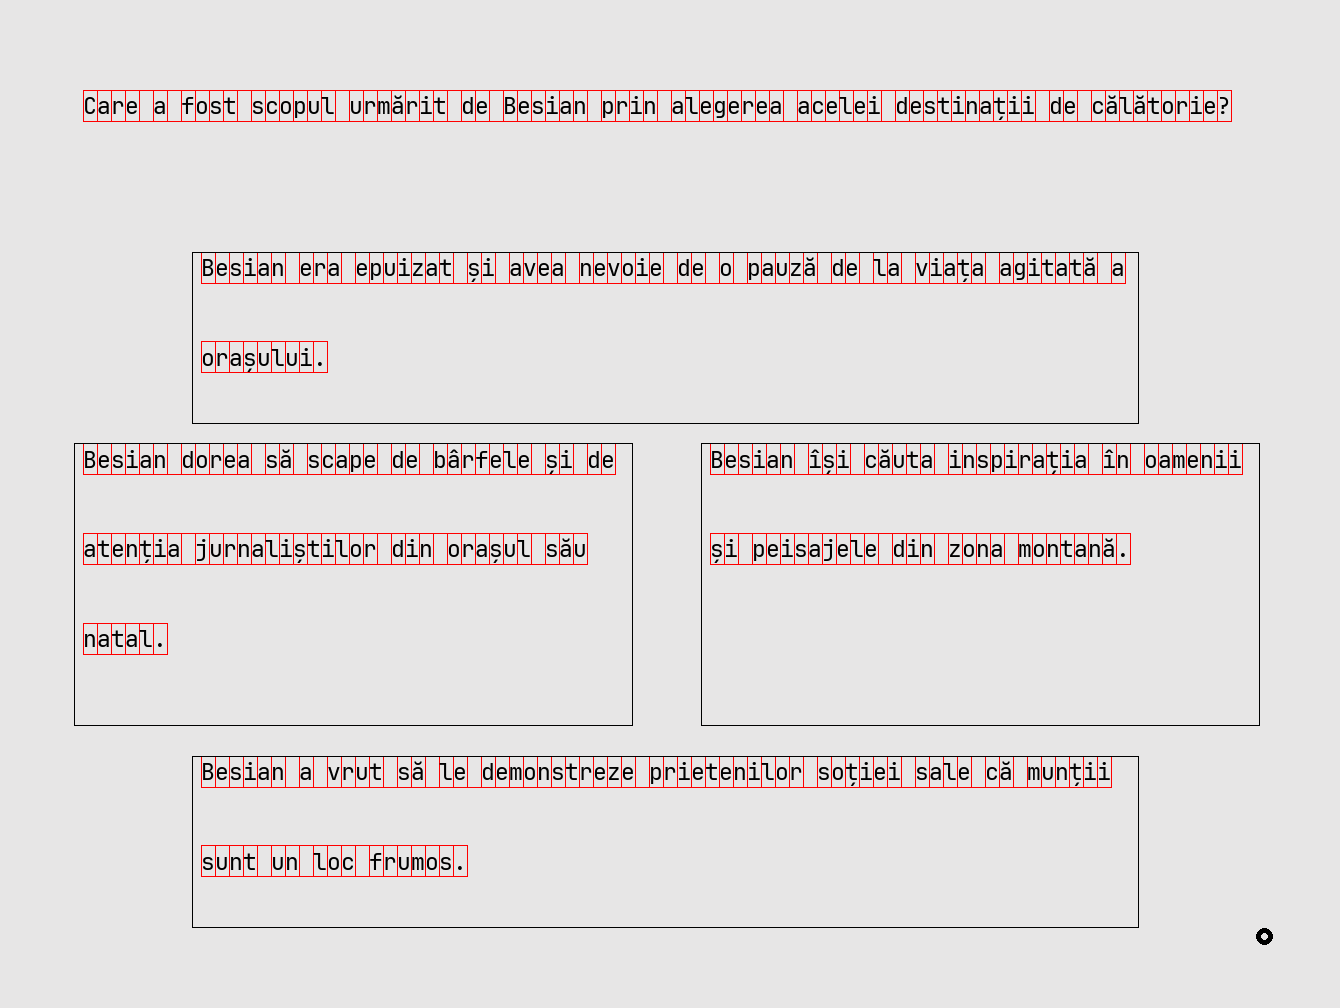 Care a fost scopul urmărit de Besian prin alegerea acelei destinații de călătorie?
Besian era epuizat și avea nevoie de o pauză de la viața agitată a
orașului.
Besian dorea să scape de bârfele și de
atenția jurnaliștilor din orașul său
natal.
Besian își căuta inspirația în oamenii
și peisajele din zona montană.
Besian a vrut să le demonstreze prietenilor soției sale că munții
sunt un loc frumos.